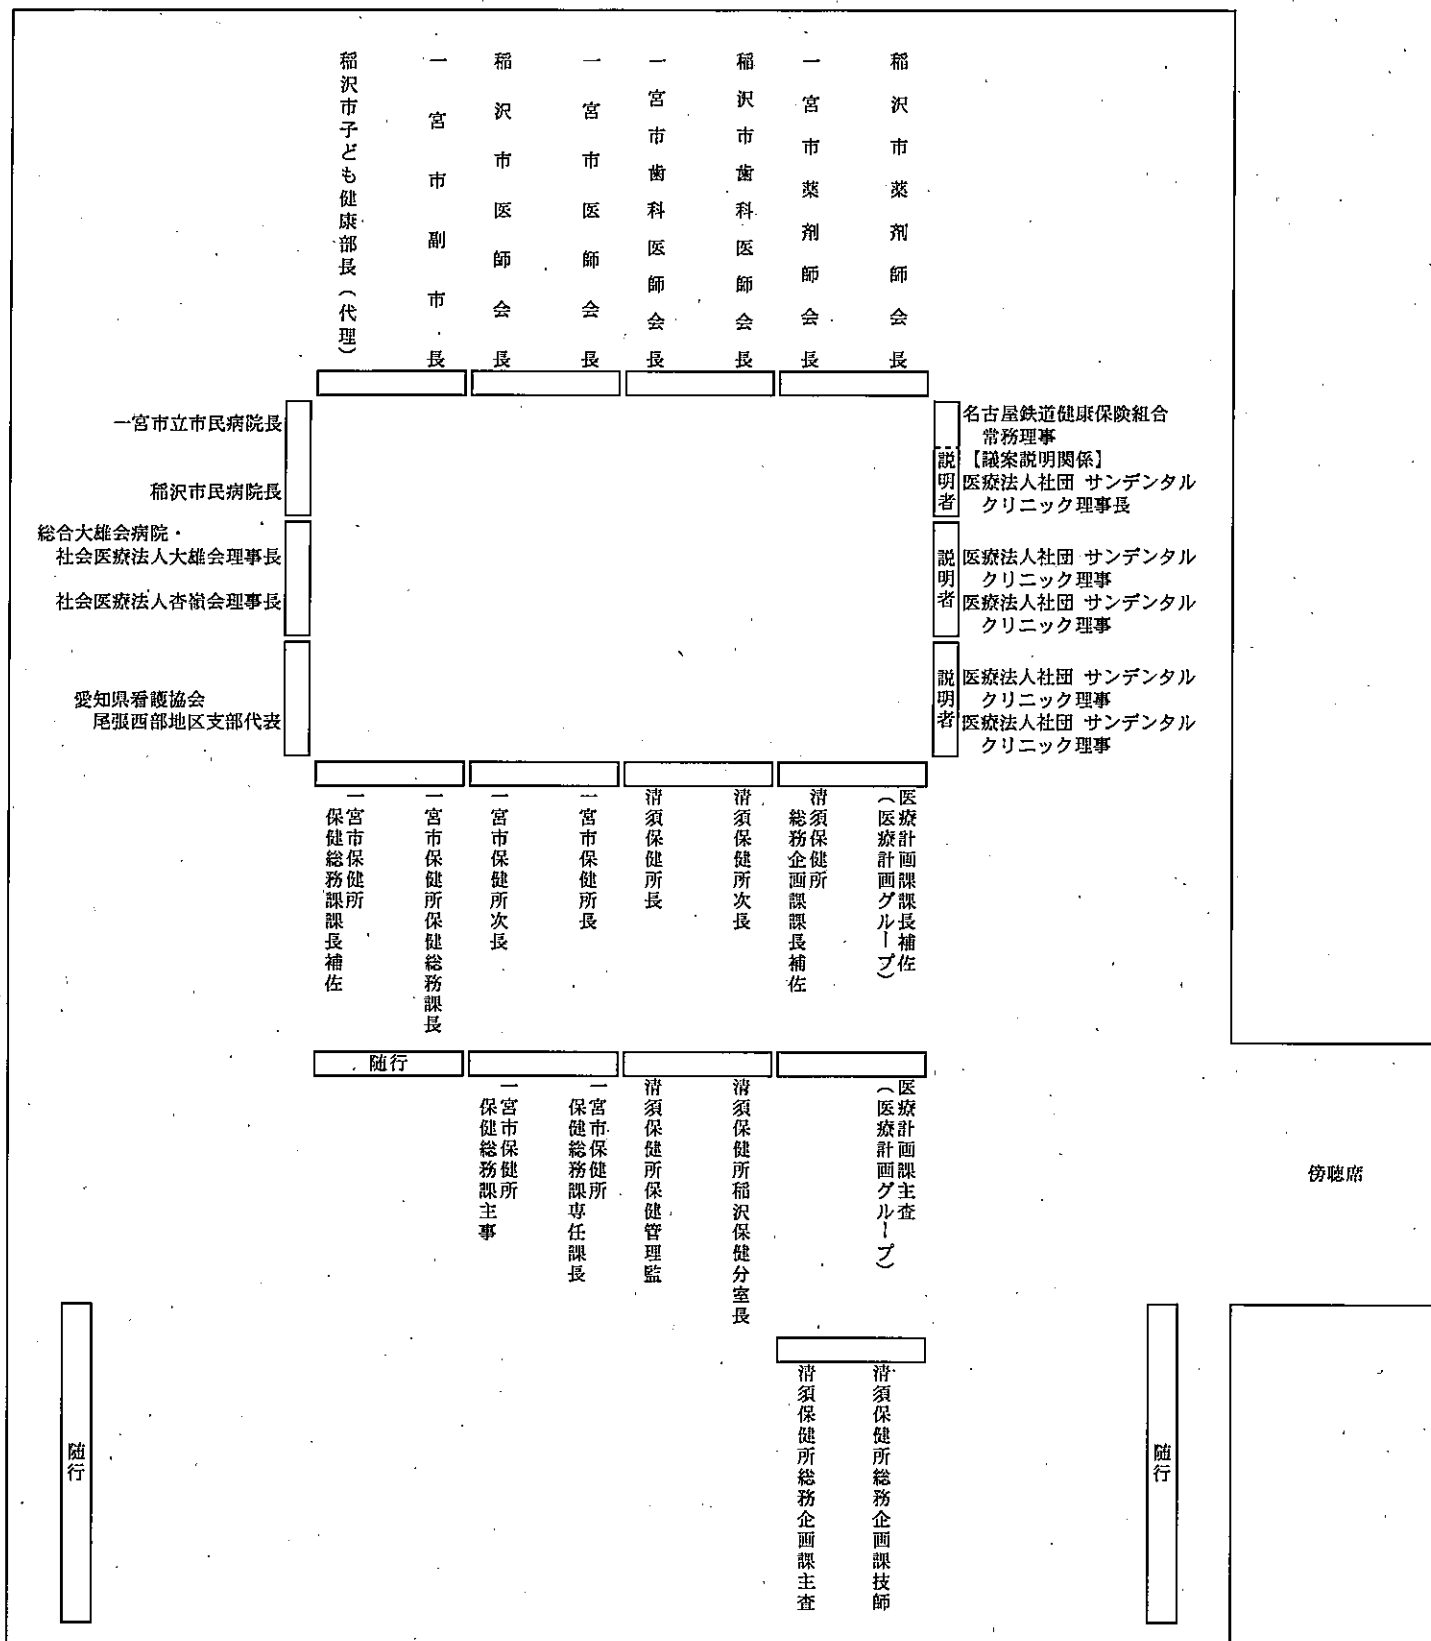 稲沢市薬剤師会長
一宮市薬剤師会長
稲沢市歯科医師会長
一宮市歯科医師会長
一宮市医師会長
稲沢市医師会長
一宮市副市長
稲沢市子ども健康部長（代理）
一宮市立市民病院長
稲沢市民病院長
総合大雄会病院・
社会医療法人大雄会理事長
社会医療法人杏嶺会理事長
愛知県看護協会
尾張西部地区支部代表
名古屋鉄道健康保険組合
常務理事
説明者
【議案説明関係】
医療法人社団 サンデンタル
クリニック理事長
説明者
医療法人社団 サンデンタル
クリニック理事
医療法人社団 サンデンタル
クリニック理事
説明者
医療法人社団 サンデンタル
クリニック理事
医療法人社団 サンデンタル
クリニック理事
医療計画課課長補佐
（医療計画グループ）
清須保健所
総務企画課課長補佐
清須保健所次長
清須保健所長
一宮市保健所長
一宮市保健所次長
一宮市保健所保健総務課長
一宮市保健所
保健総務課課長補佐
随行
医療計画課主査
（医療計画グループ）
清須保健所稲沢保健分室長
清須保健所保健管理監
一宮市保健所
保健総務課専任課長
一宮市保健所
保健総務課主事
傍聴席
清須保健所総務企画課技師
清須保健所総務企画課主査
随行
随行